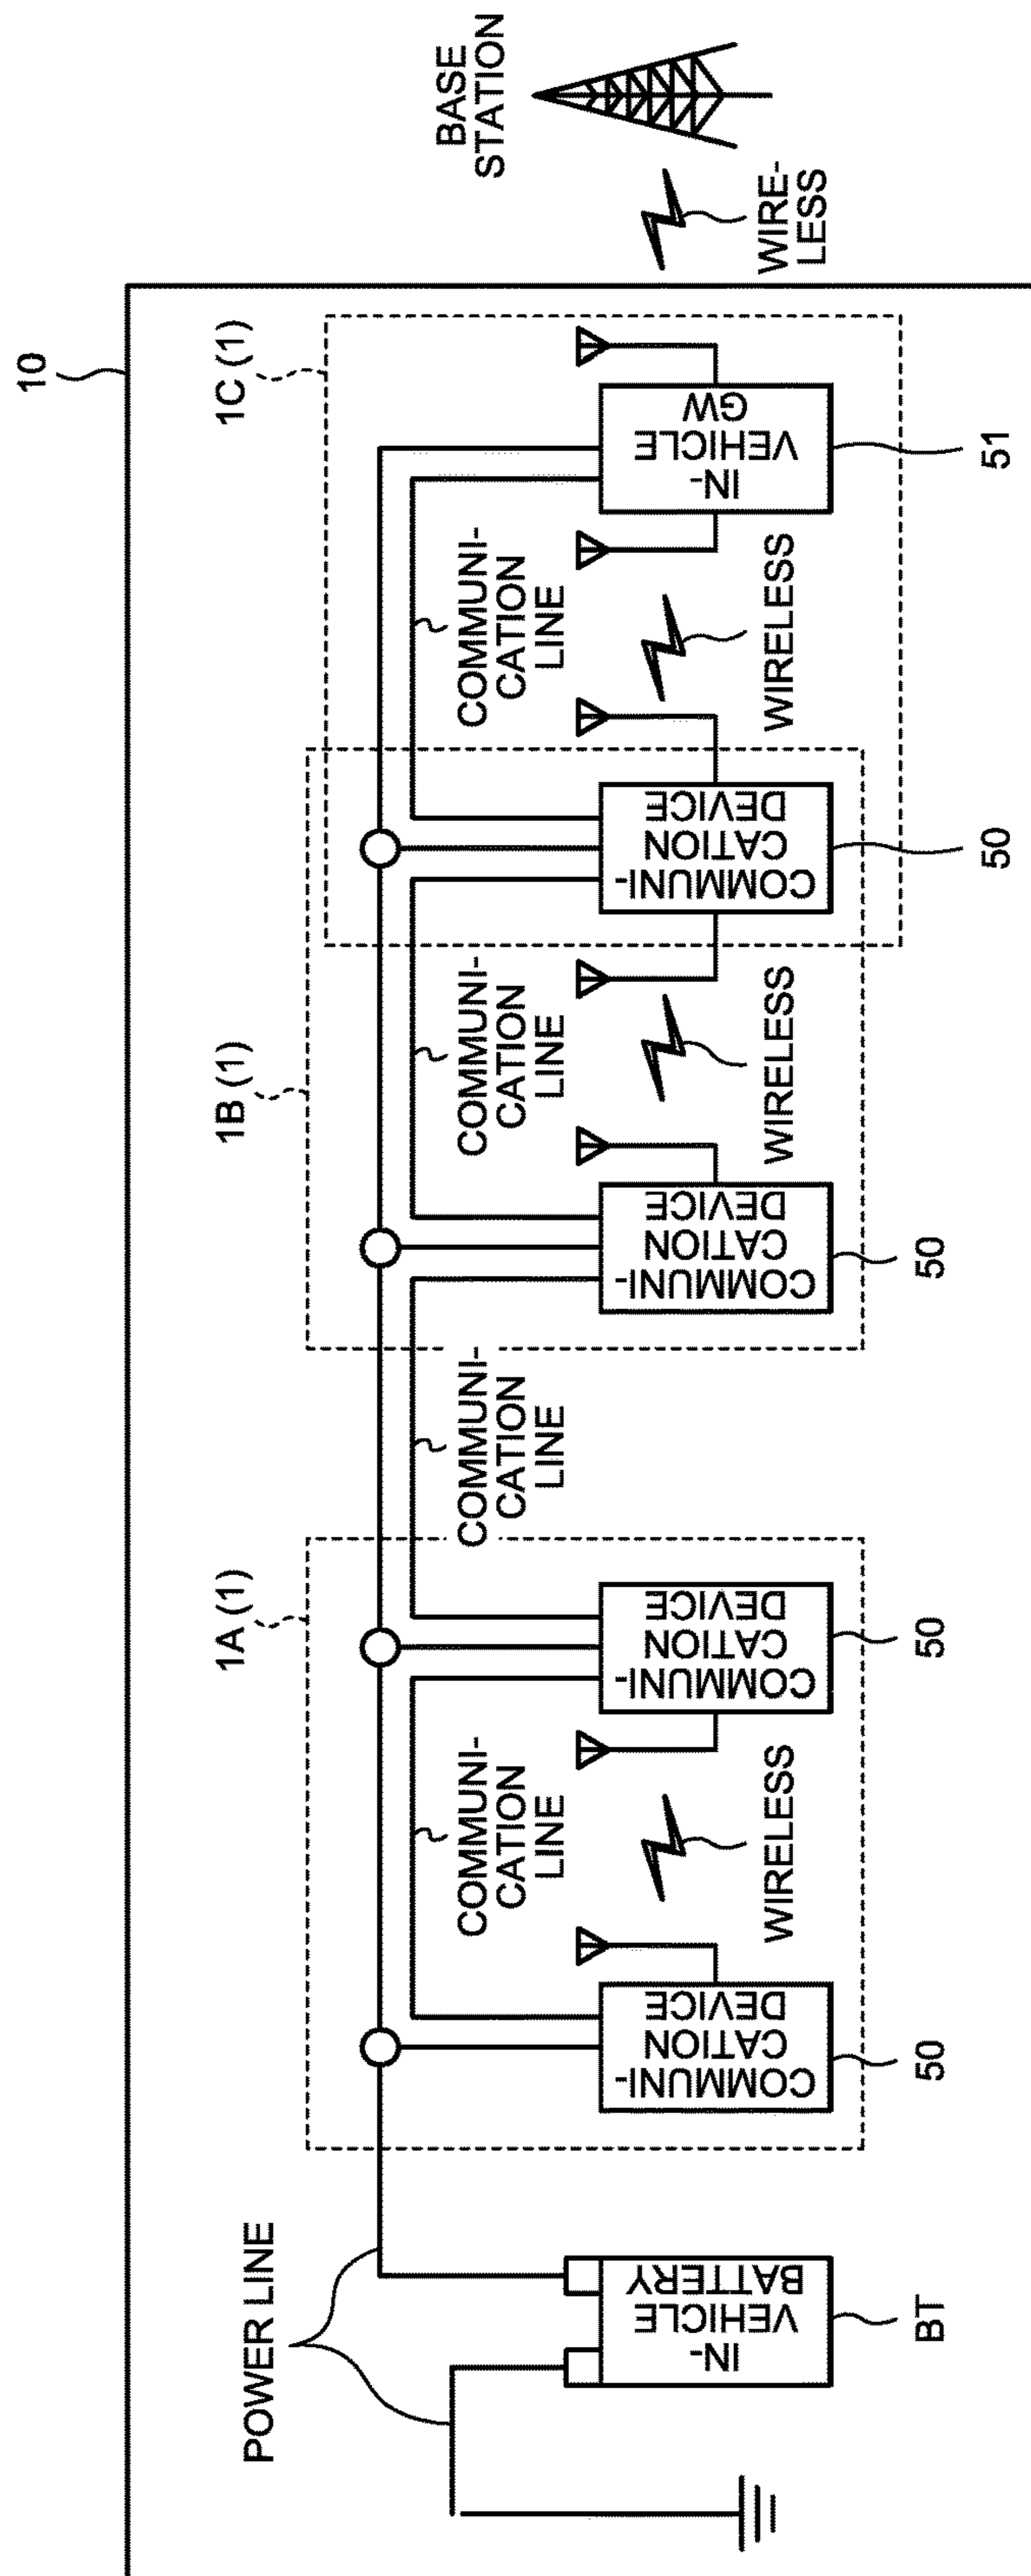 10
BASE
STATION
WIRE-
LESS
1C (1)
IN-
VEHICLE
GW
51
COMMUNI-
CATION
LINE
WIRELESS
COMMUNI-
CATION
DEVICE
50
1B (1)
COMMUNI-
CATION
LINE
WIRELESS
COMMUNI-
CATION
DEVICE
50
COMMUNI-
CATION
LINE
1A (1)
COMMUNI-
CATION
DEVICE
50
COMMUNI-
CATION
LINE
WIRELESS
COMMUNI-
CATION
DEVICE
50
POWER LINE
IN-
VEHICLE
BATTERY
BT